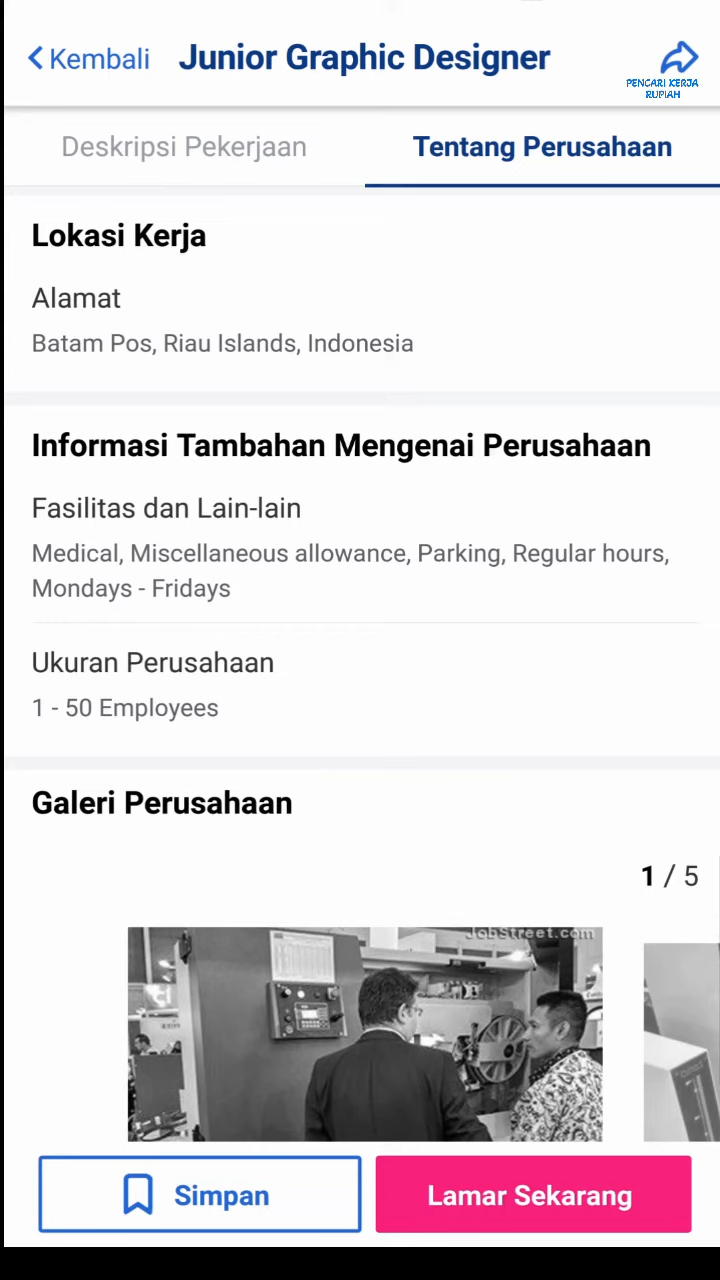 Kembali
Junior Graphic Designer
PENCARI KERJA
RUPIAH
Deskripsi Pekerjaan
Tentang Perusahaan
Lokasi Kerja
Alamat
Batam Pos, Riau Islands, Indonesia
Informasi Tambahan Mengenai Perusahaan
Fasilitas dan Lain-lain
Medical, Miscellaneous allowance, Parking, Regular hours,
Mondays - Fridays
Ukuran Perusahaan
1 - 50 Employees
Galeri Perusahaan
1 / 5
JobStreet.com
Simpan
Lamar Sekarang